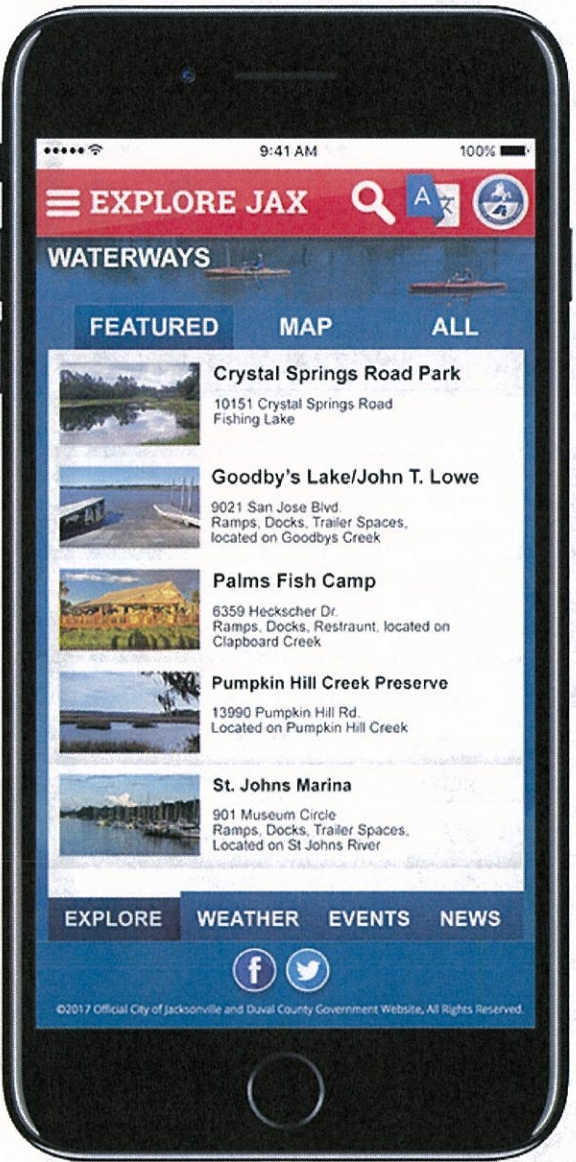 9:41 AM 100%
EXPLORE JAX A 文
WATERWAYS
FEATURED MAP ALL
Crystal Springs Road Park
10151 Crystal Springs Road
Fishing Lake
Goodby's Lake/John T. Lowe
9021 San Jose Blvd.
Ramps, Docks, Trailer Spaces,
located on Goodbys Creek
Palms Fish Camp
6359 Heckscher Dr.
Ramps, Docks, Restraunt, located on
Clapboard Creek
Pumpkin Hill Creek Preserve
13990 Pumpkin Hill Rd.
Located on Pumpkin Hill Creek
St. Johns Marina
901 Museum Circle
Ramps, Docks, Trailer Spaces,
Located on St Johns River
EXPLORE WEATHER EVENTS NEWS
f
©2017 Official City of Jacksonville and Duval County Government Website, All Rights Reserved.